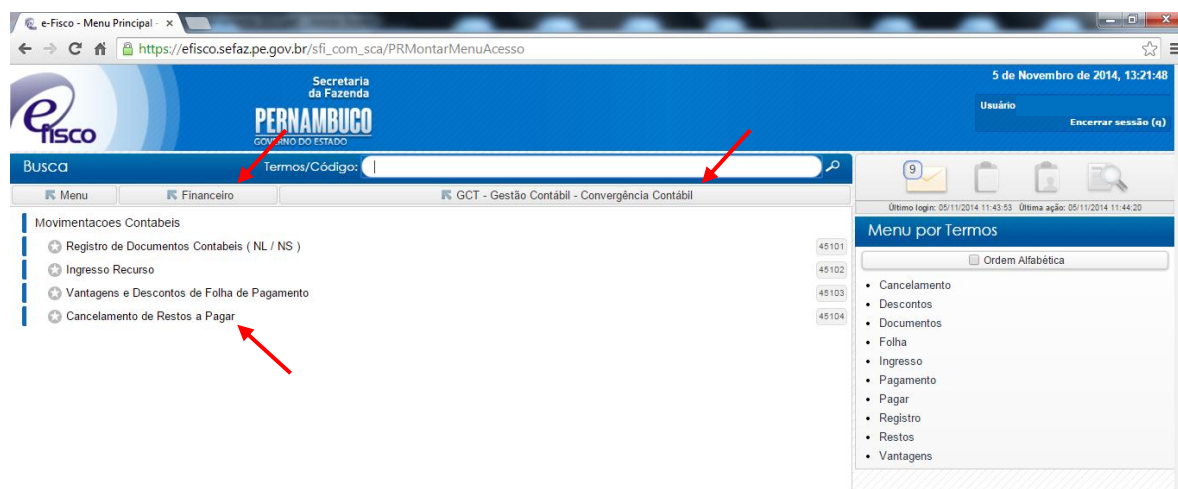 e-Fisco - Menu Principal - ×
https://efisco.sefaz.pe.gov.br/sfi_com_sca/PRMontarMenuAcesso
efisco
Secretaria
da Fazenda
PERNAMBUCO
GOVERNO DO ESTADO
5 de Novembro de 2014, 13:21:48
Usuário
Encerrar sessão (q)
Busca
Termos/Código:
Menu
Financeiro
GCT - Gestão Contábil - Convergência Contábil
Movimentacoes Contabeis
Registro de Documentos Contabeis ( NL / NS ) 45101
Ingresso Recurso 45102
Vantagens e Descontos de Folha de Pagamento 45103
Cancelamento de Restos a Pagar 45104
9
Último login: 05/11/2014 11:43:53 Última ação: 05/11/2014 11:44:20
Menu por Termos
Ordem Alfabética
• Cancelamento
• Descontos
• Documentos
• Folha
• Ingresso
• Pagamento
• Pagar
• Registro
• Restos
• Vantagens